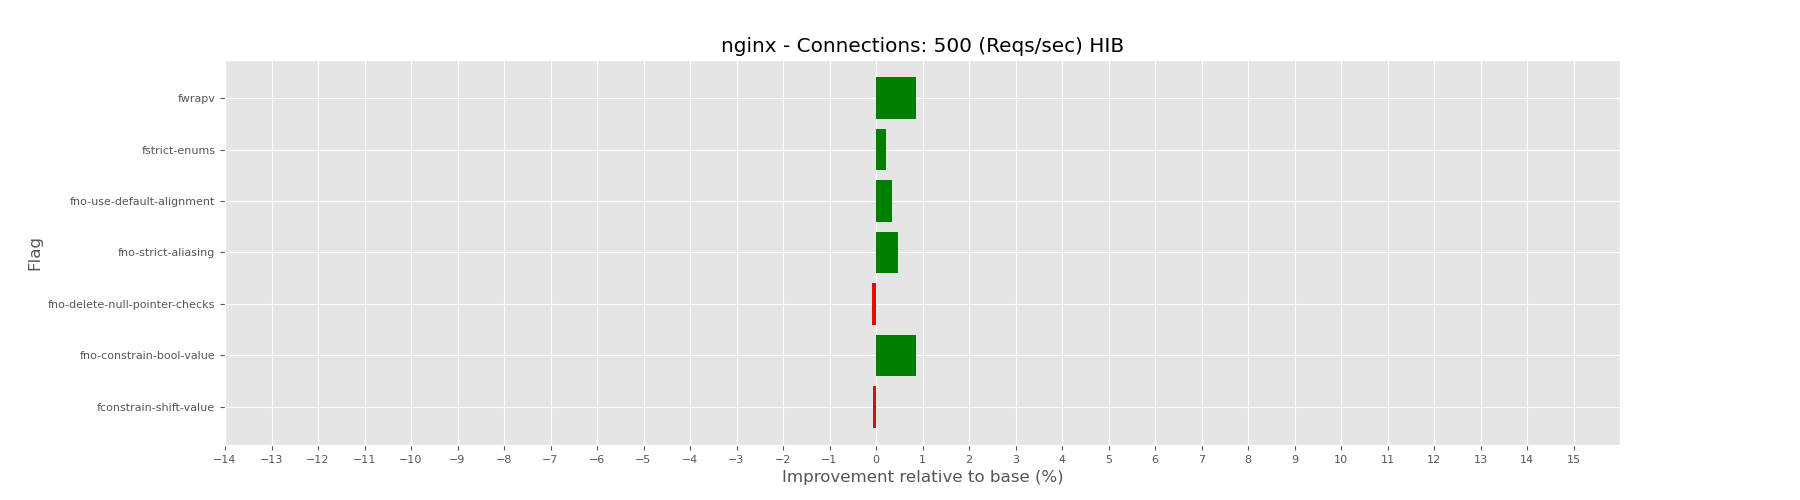 nginx - Connections: 500 (Reqs/sec) HIB
Flag
fwrapv
fstrict-enums
fno-use-default-alignment
fno-strict-aliasing
fno-delete-null-pointer-checks
fno-constrain-bool-value
fconstrain-shift-value
−14 −13 −12 −11 −10 −9 −8 −7 −6 −5 −4 −3 −2 −1 0 1 2 3 4 5 6 7 8 9 10 11 12 13 14 15
Improvement relative to base (%)